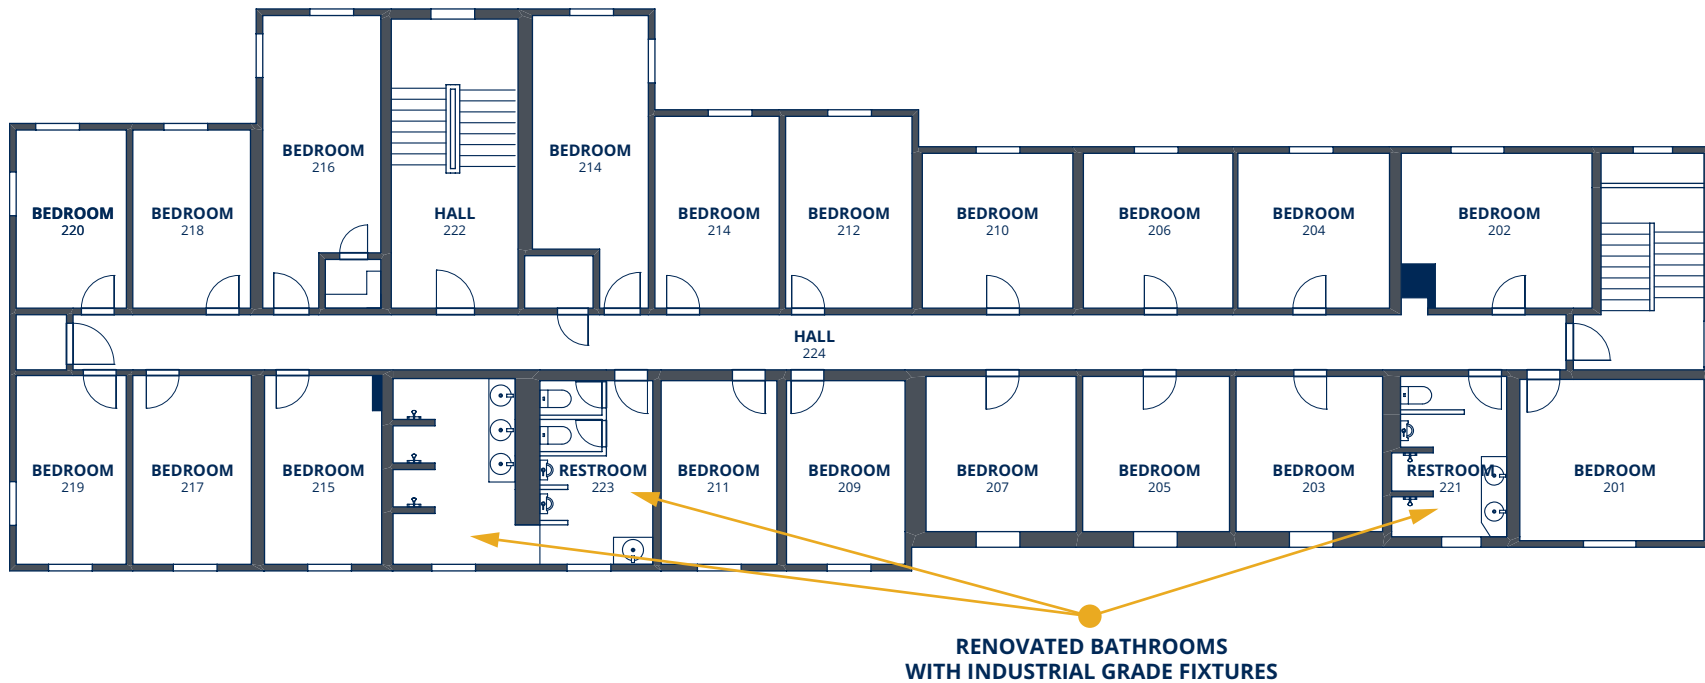 BEDROOM
216
BEDROOM
214
BEDROOM
220
BEDROOM
218
HALL
222
BEDROOM
214
BEDROOM
212
BEDROOM
210
BEDROOM
206
BEDROOM
204
BEDROOM
202
HALL
224
BEDROOM
219
BEDROOM
217
BEDROOM
215
RESTROOM
223
BEDROOM
211
BEDROOM
209
BEDROOM
207
BEDROOM
205
BEDROOM
203
RESTROOM
221
BEDROOM
201
RENOVATED BATHROOMS
WITH INDUSTRIAL GRADE FIXTURES